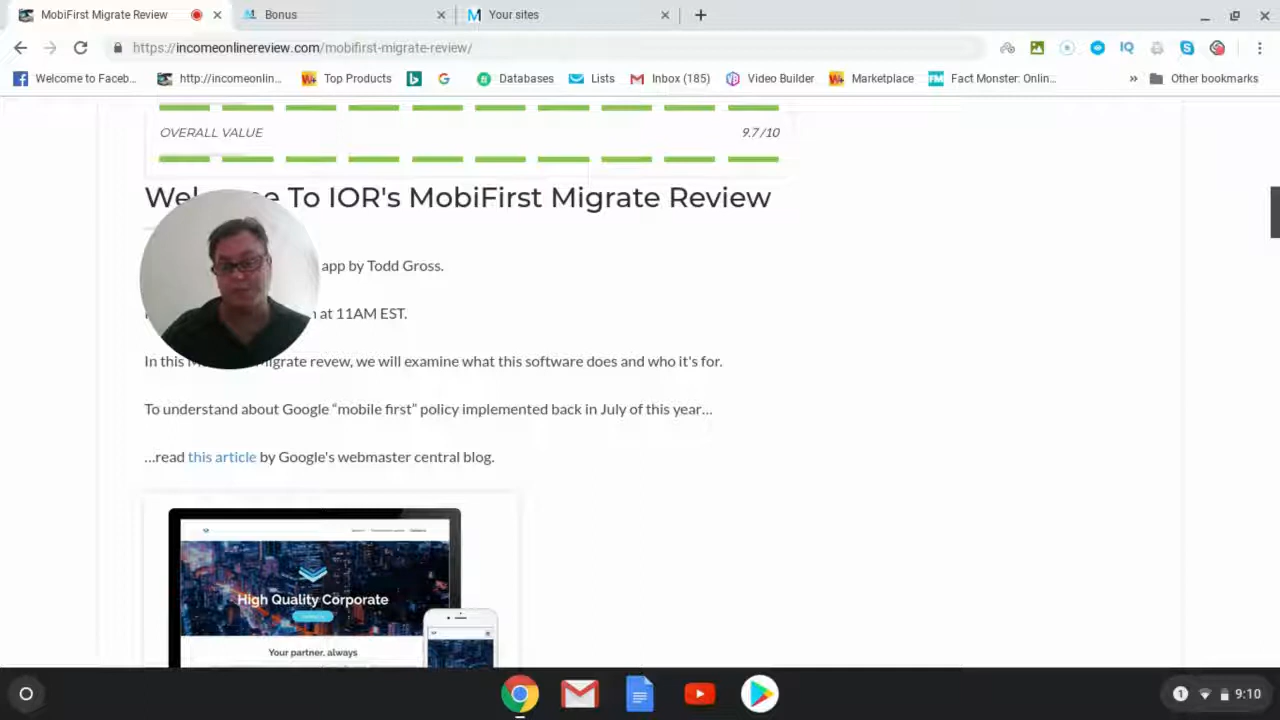 MobiFirst Migrate Review
Bonus
Your sites
https://incomeonlinereview.com/mobifirst-migrate-review/
IQ
Welcome to Faceb…
http://incomeonlin…
Top Products
Databases
Lists
Inbox (185)
Video Builder
Marketplace
FM
Fact Monster: Onlin…
»
Other bookmarks
OVERALL VALUE
9.7 /10
To IOR's MobiFirst Migrate Review
app by Todd Gross.
at 11AM EST.
In this igrate revew, we will examine what this software does and who it's for.
To understand about Google “mobile first” policy implemented back in July of this year…
…read this article by Google's webmaster central blog.
High Quality Corporate
Your partner, always
1
9:10